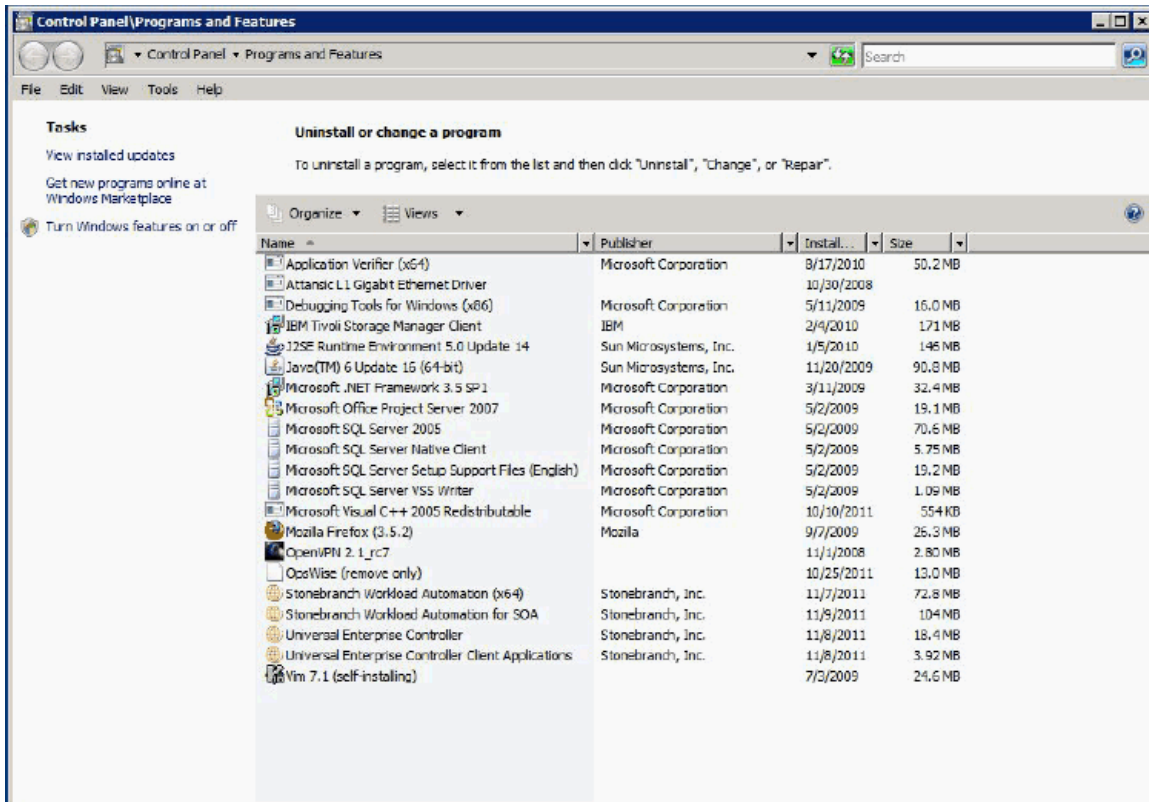 Control Panel\Programs and Features
Control Panel Programs and Features Search
File Edit View Tools Help
Tasks
View installed updates
Get new programs online at
Windows Marketplace
Turn Windows features on or off
Uninstall or change a program
To uninstall a program, select it from the list and then click "Uninstall", "Change", or "Repair".
Organize Views
Name Publisher Install... Size
Application Verifier (x64) Microsoft Corporation 8/17/2010 50.2 MB
Attansic L1 Gigabit Ethernet Driver 10/30/2008
Debugging Tools for Windows (x86) Microsoft Corporation 5/11/2009 16.0 MB
IBM Tivoli Storage Manager Client IBM 2/4/2010 171 MB
J2SE Runtime Environment 5.0 Update 14 Sun Microsystems, Inc. 1/5/2010 146 MB
Java(TM) 6 Update 16 (64-bit) Sun Microsystems, Inc. 11/20/2009 90.8 MB
Microsoft .NET Framework 3.5 SP1 Microsoft Corporation 3/11/2009 32.4 MB
Microsoft Office Project Server 2007 Microsoft Corporation 5/2/2009 19.1 MB
Microsoft SQL Server 2005 Microsoft Corporation 5/2/2009 70.6 MB
Microsoft SQL Server Native Client Microsoft Corporation 5/2/2009 5.75 MB
Microsoft SQL Server Setup Support Files (English) Microsoft Corporation 5/2/2009 19.2 MB
Microsoft SQL Server VSS Writer Microsoft Corporation 5/2/2009 1.09 MB
Microsoft Visual C++ 2005 Redistributable Microsoft Corporation 10/10/2011 554 KB
Mozilla Firefox (3.5.2) Mozilla 9/7/2009 26.3 MB
OpenVPN 2.1_rc7 11/1/2008 2.80 MB
OpsWise (remove only) 10/25/2011 13.0 MB
Stonebranch Workload Automation (x64) Stonebranch, Inc. 11/7/2011 72.8 MB
Stonebranch Workload Automation for SOA Stonebranch, Inc. 11/9/2011 104 MB
Universal Enterprise Controller Stonebranch, Inc. 11/8/2011 18.4 MB
Universal Enterprise Controller Client Applications Stonebranch, Inc. 11/8/2011 3.92 MB
Vim 7.1 (self-installing) 7/3/2009 24.6 MB